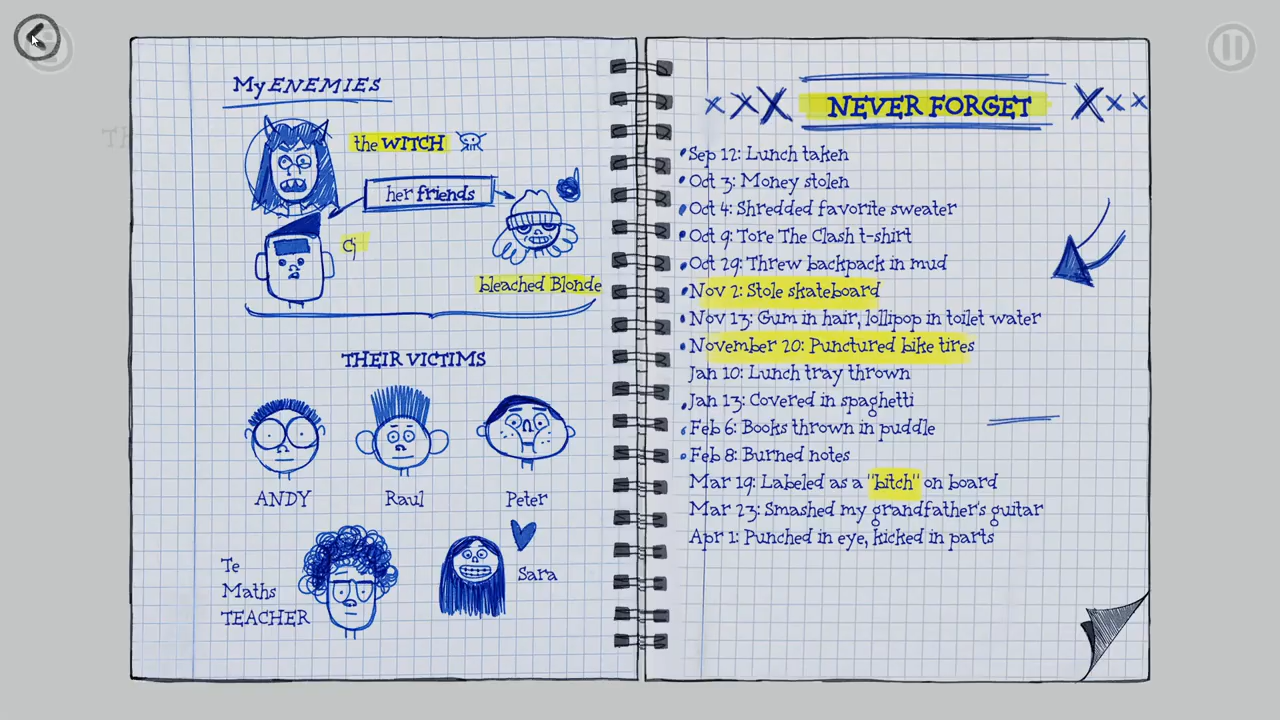 My ENEMIES
the WITCH
her friends
Cj
bleached Blonde
THEIR VICTIMS
ANDY
Raul
Peter
Te
Maths
TEACHER
Sara
X X X NEVER FORGET X X X
Sep 12: Lunch taken
Oct 3: Money stolen
Oct 4: Shredded favorite sweater
Oct 9: Tore The Clash t-shirt
Oct 29: Threw backpack in mud
Nov 2: Stole skateboard
Nov 13: Gum in hair, lollipop in toilet water
November 20: Punctured bike tires
Jan 10: Lunch tray thrown
Jan 13: Covered in spaghetti
Feb 6: Books thrown in puddle
Feb 8: Burned notes
Mar 19: Labeled as a "bitch" on board
Mar 23: Smashed my grandfather's guitar
Apr 1: Punched in eye, kicked in parts